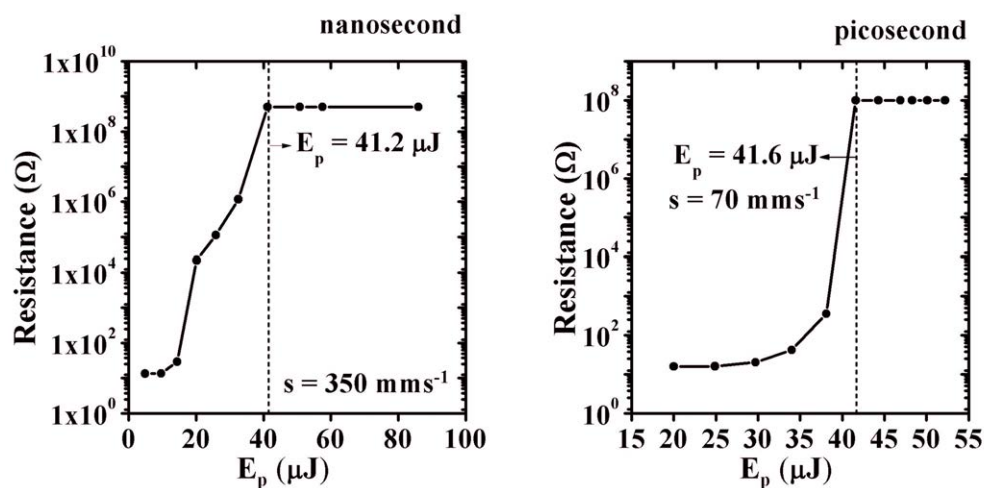 nanosecond
Resistance (Ω)
1x10¹⁰
1x10⁸
1x10⁶
1x10⁴
1x10²
1x10⁰
Eₚ = 41.2 μJ
s = 350 mms⁻¹
0 20 40 60 80 100
Eₚ (μJ)
picosecond
Resistance (Ω)
10⁸
10⁶
10⁴
10²
10⁰
Eₚ = 41.6 μJ
s = 70 mms⁻¹
15 20 25 30 35 40 45 50 55
Eₚ (μJ)